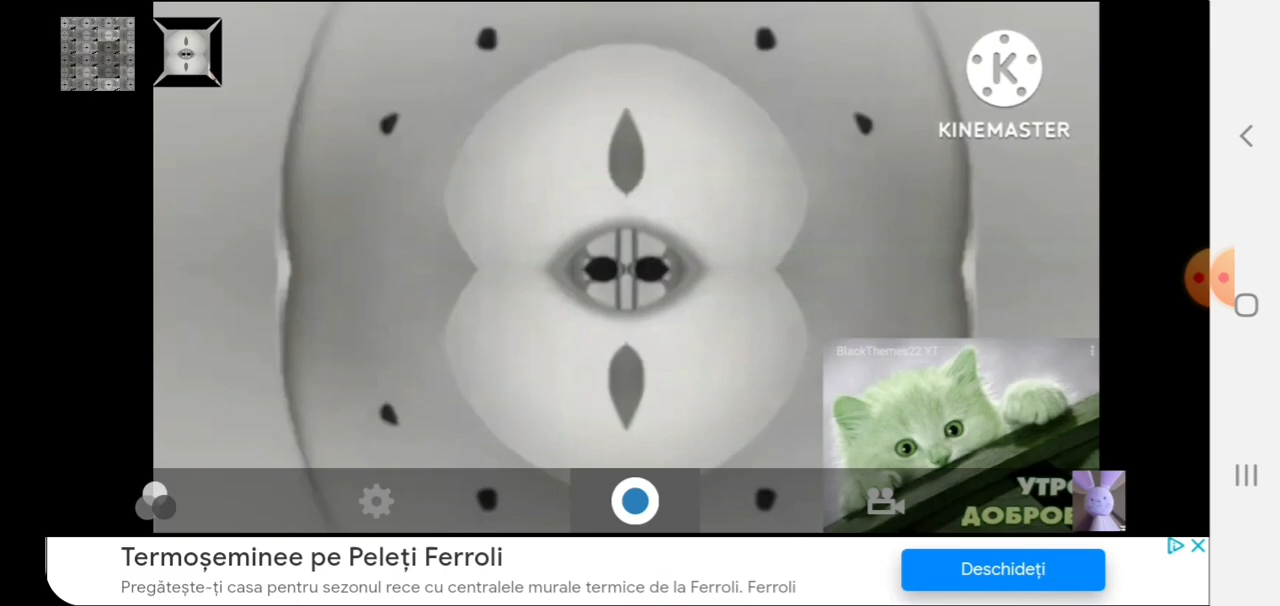 K
KINEMASTER
BlackThemes22 YT
УТР
ДОБРОЕ
Termoșeminee pe Peleți Ferroli
Pregătește-ți casa pentru sezonul rece cu centralele murale termice de la Ferroli. Ferroli
Deschideți